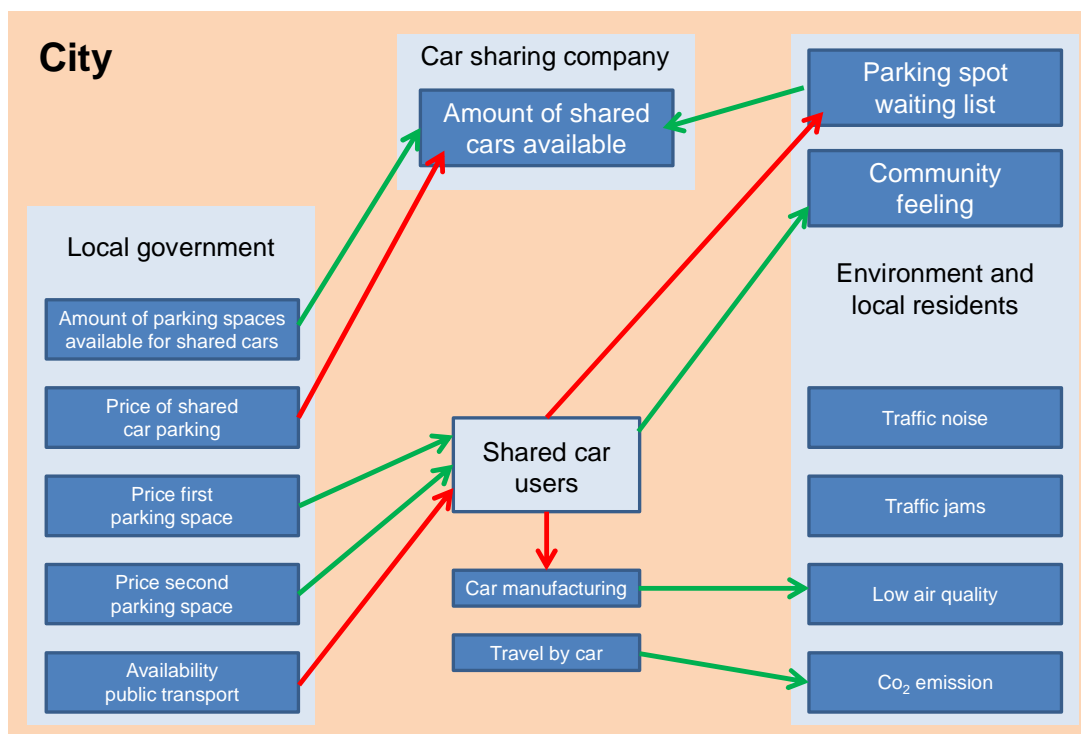 City
Car sharing company
Amount of shared
cars available
Parking spot
waiting list
Community
feeling
Environment and
local residents
Local government
Amount of parking spaces
available for shared cars
Price of shared
car parking
Price first
parking space
Price second
parking space
Availability
public transport
Shared car
users
Car manufacturing
Travel by car
Traffic noise
Traffic jams
Low air quality
Co₂ emission